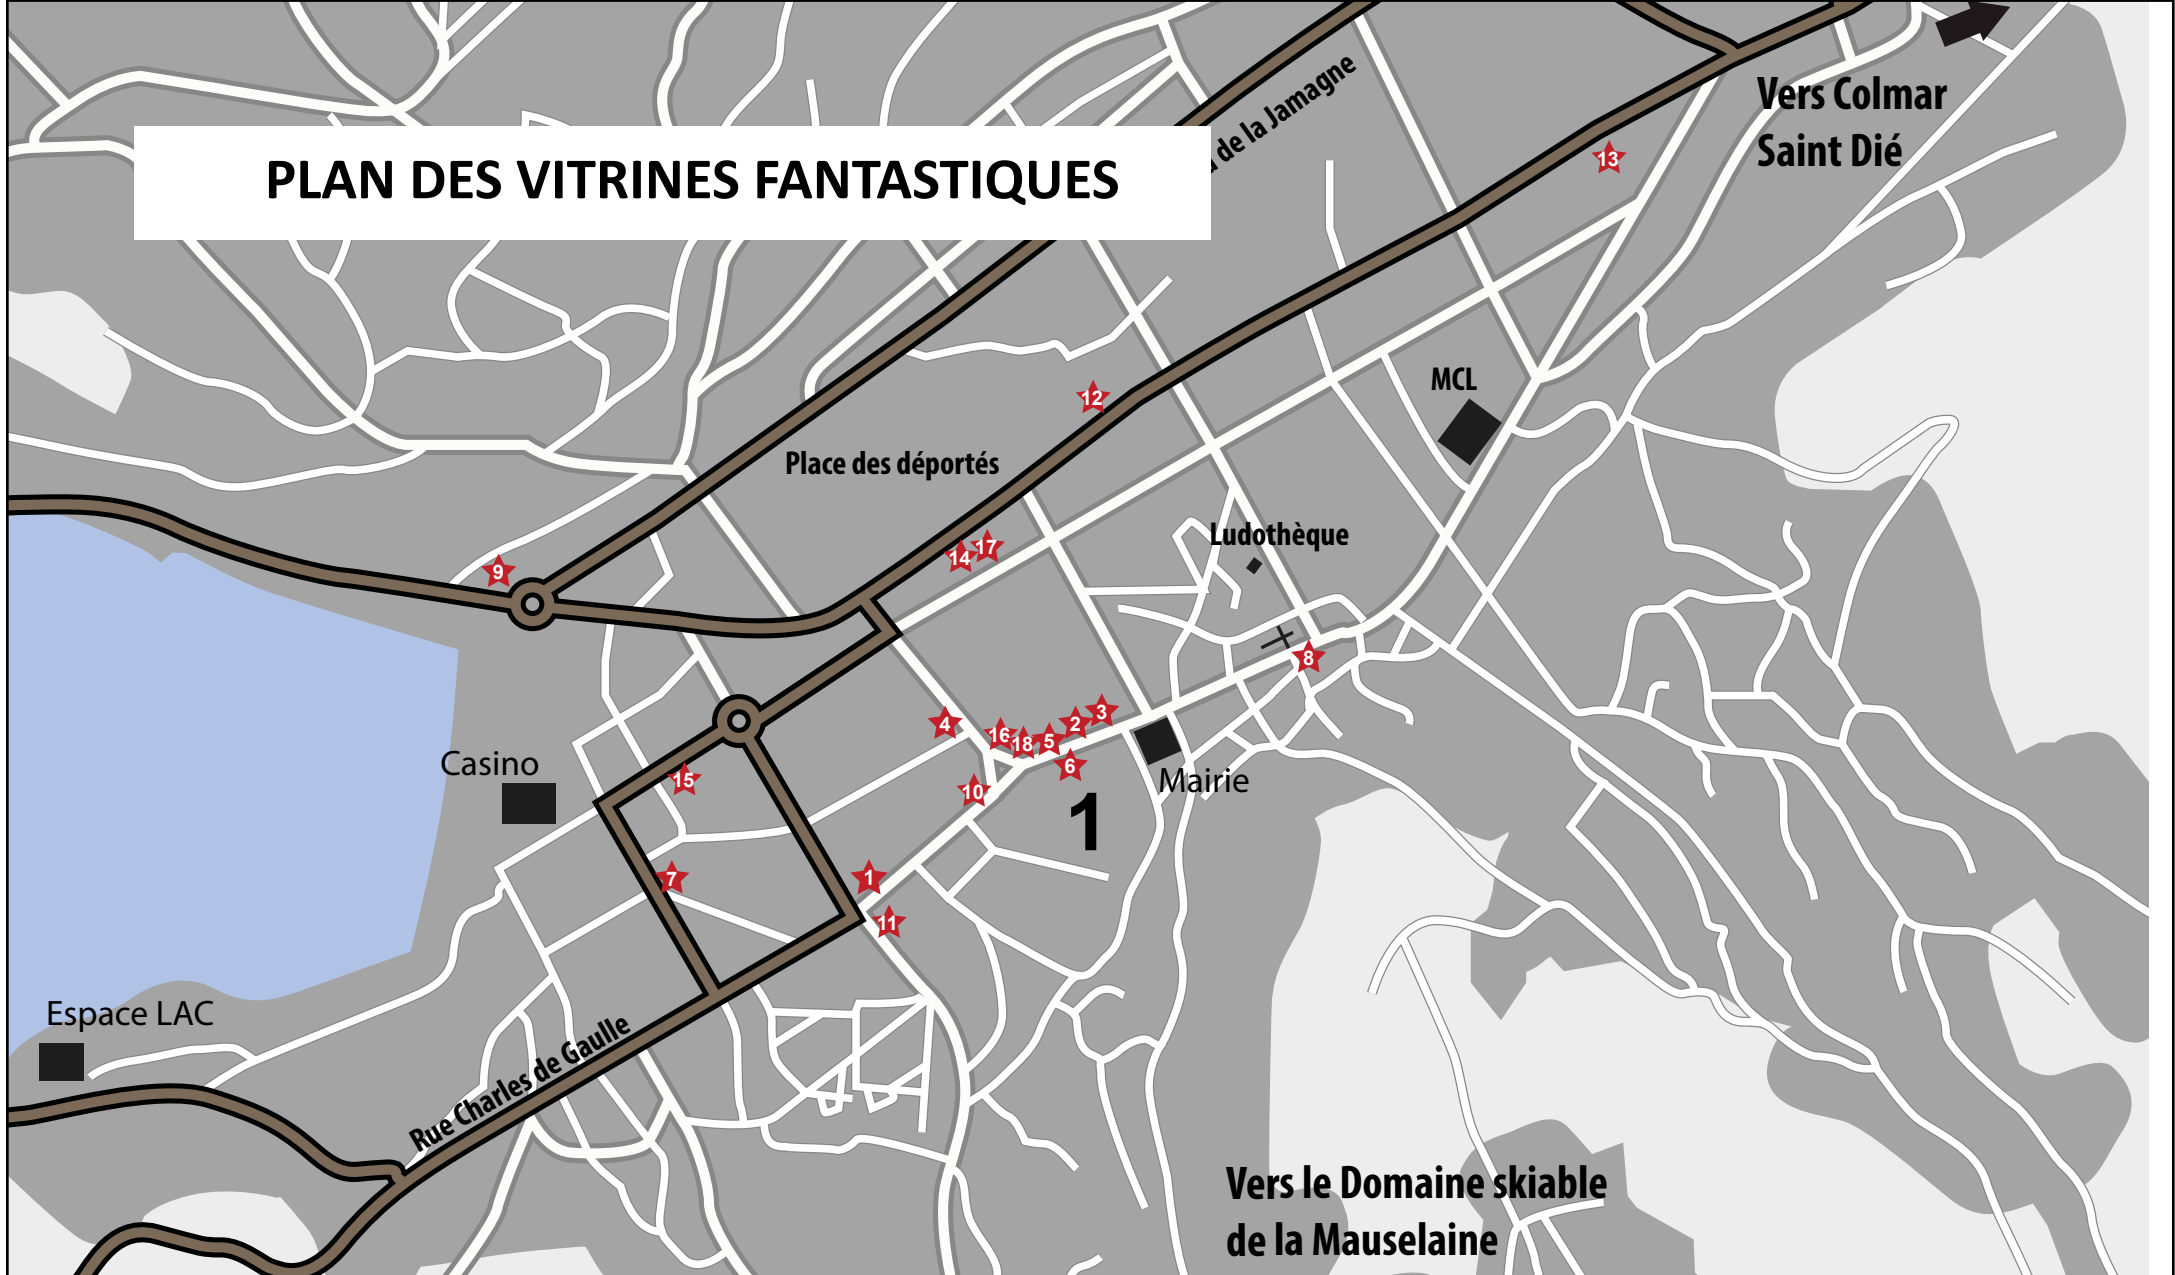 Vers Colmar
Saint Dié
de la Jamagne
PLAN DES VITRINES FANTASTIQUES
13
MCL
12
Place des déportés
Ludothèque
17
14
9
8
3
2
4
16
18
5
6
Casino
15
10
Mairie
1
7
1
11
Espace LAC
Rue Charles de Gaulle
Vers le Domaine skiable
de la Mauselaine